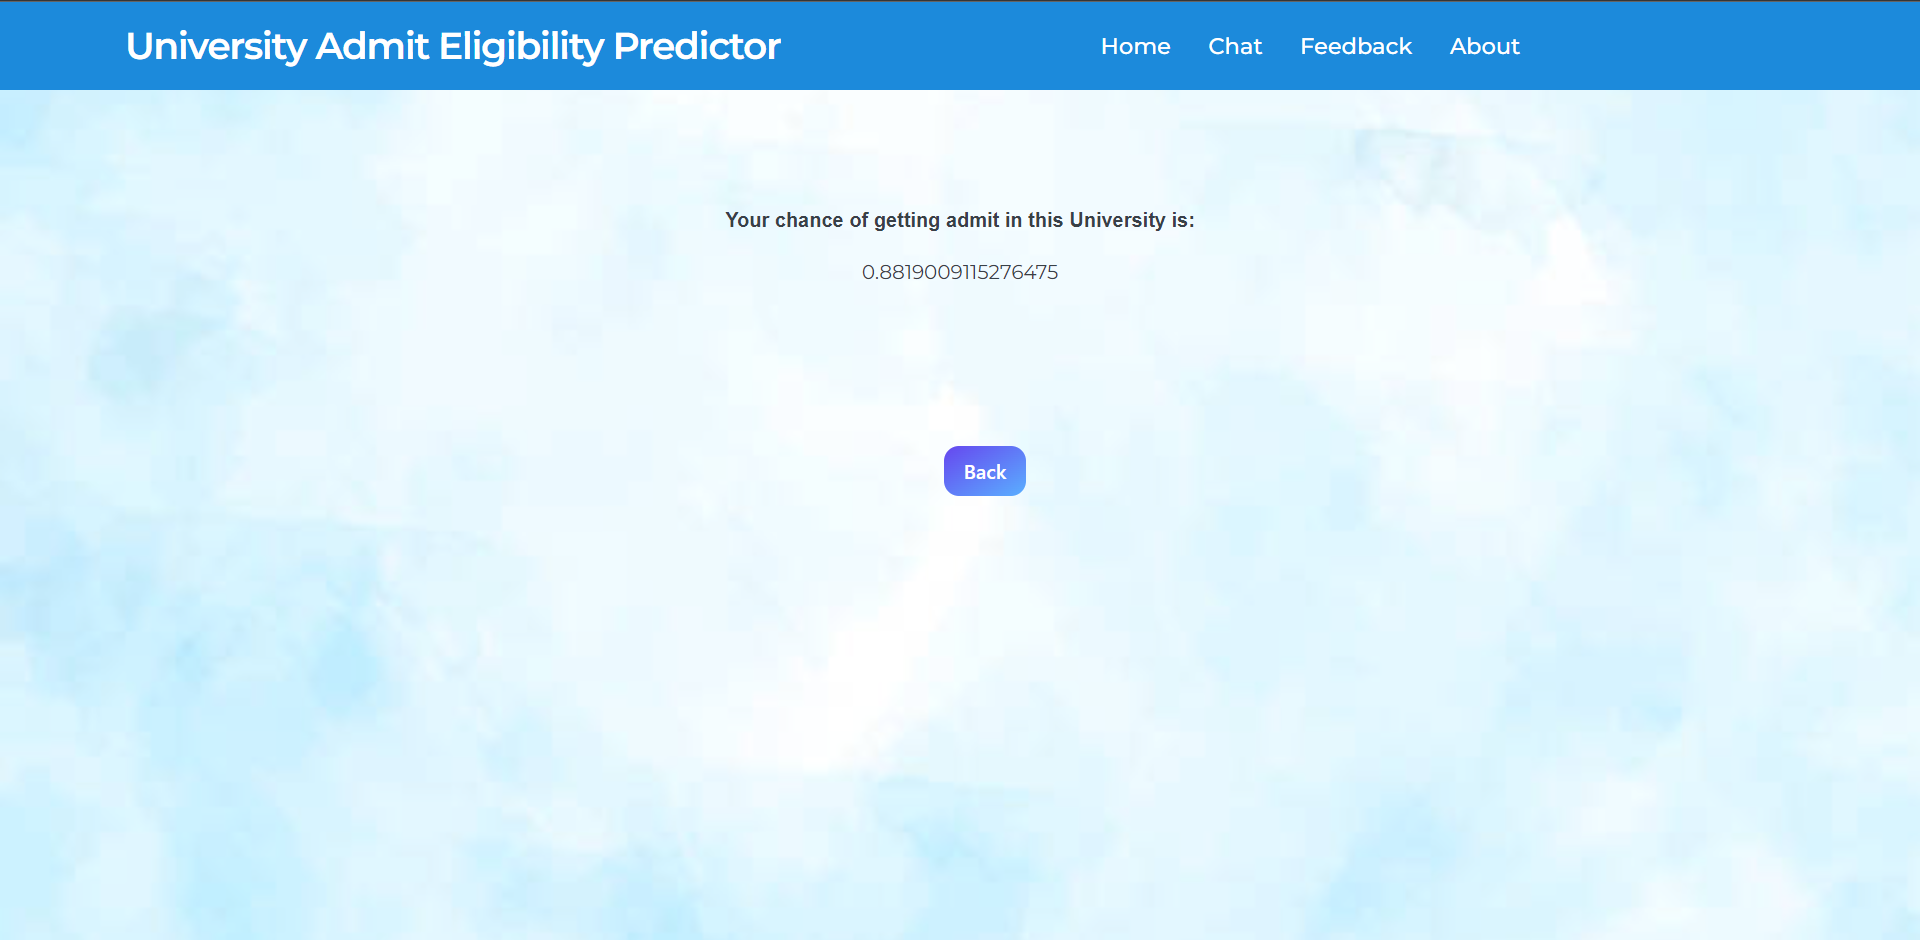 University Admit Eligibility Predictor
Home Chat Feedback About
Your chance of getting admit in this University is:
0.8819009115276475
Back